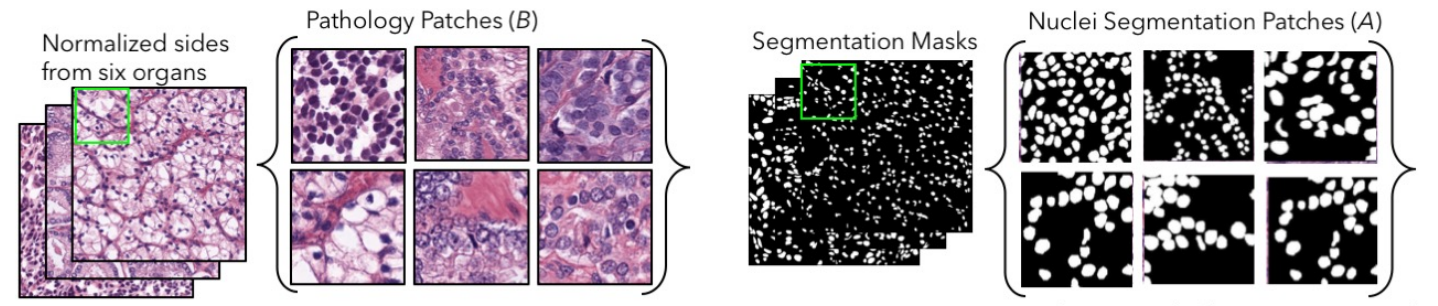 Normalized sides
from six organs
Pathology Patches (B)
Segmentation Masks
Nuclei Segmentation Patches (A)